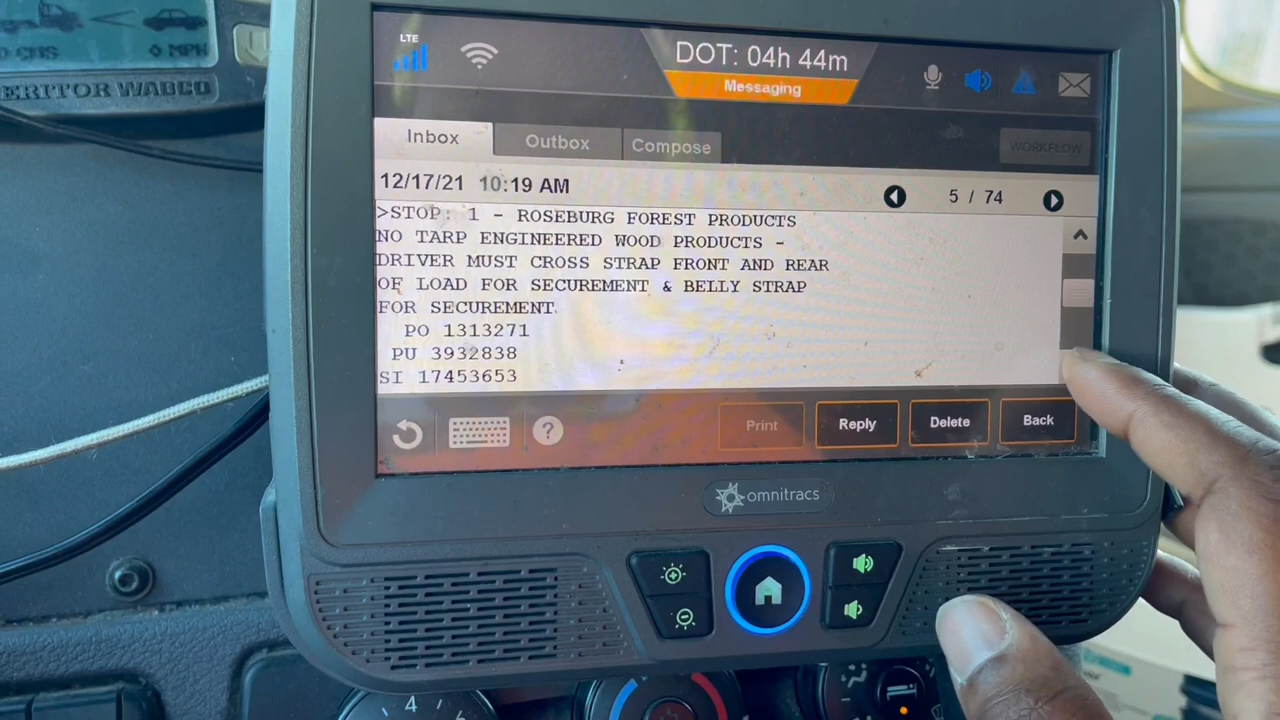 MPH
MERITOR WABCO
LTE
DOT: 04h 44m
Messaging
Inbox
Outbox
Compose
WORKFLOW
12/17/21 10:19 AM
5 / 74
>STOP: 1 - ROSEBURG FOREST PRODUCTS
NO TARP ENGINEERED WOOD PRODUCTS -
DRIVER MUST CROSS STRAP FRONT AND REAR
OF LOAD FOR SECUREMENT & BELLY STRAP
FOR SECUREMENT.
PO 1313271
PU 3932838
SI 17453653
?
Print
Reply
Delete
Back
omnitracs
4